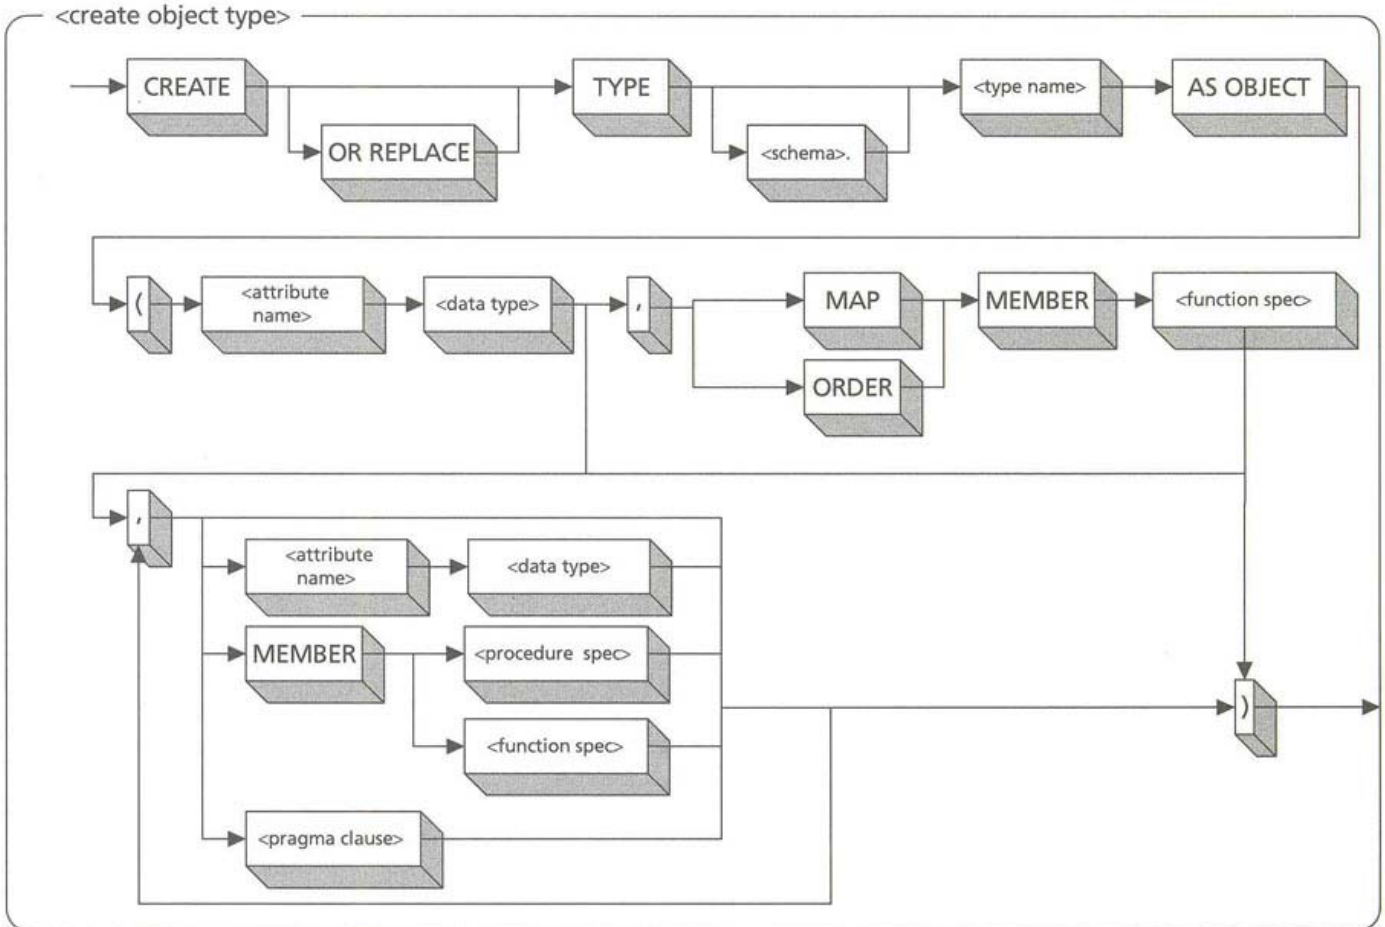 <create object type>
CREATE
TYPE
<type name>
AS OBJECT
OR REPLACE
<schema>.
(
<attribute
name>
<data type>
,
MAP
MEMBER
<function spec>
ORDER
,
<attribute
name>
<data type>
MEMBER
<procedure spec>
)
<function spec>
<pragma clause>